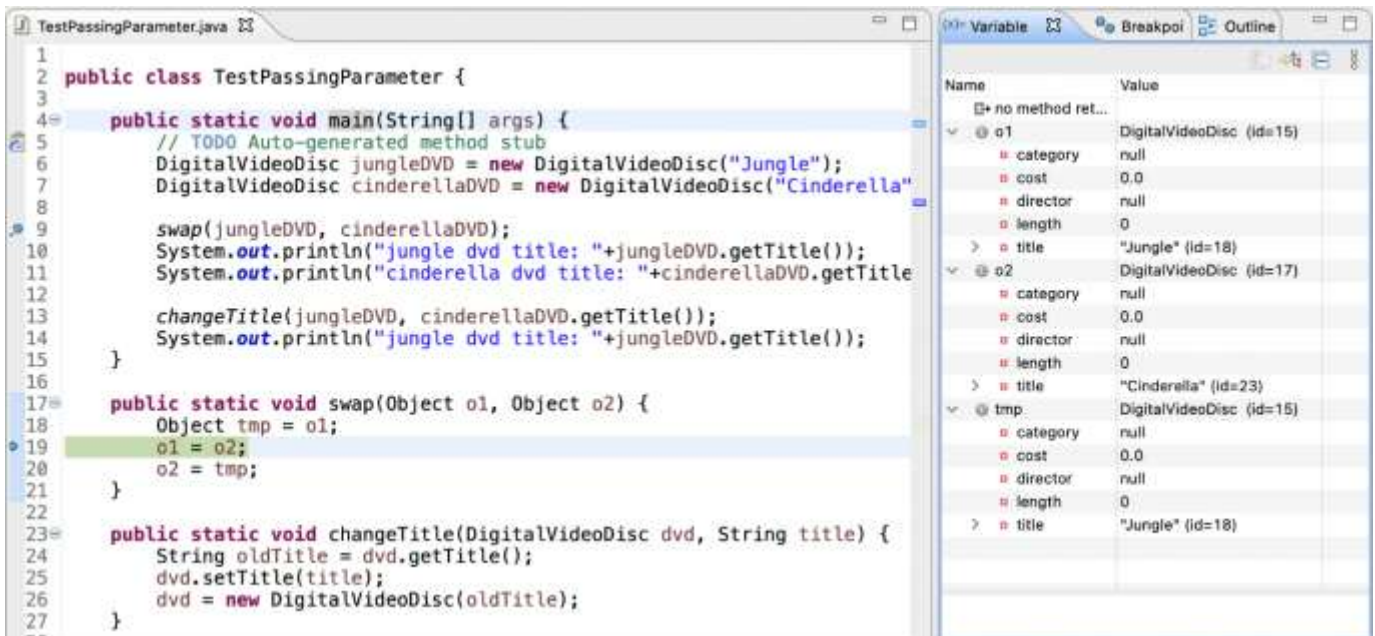 TestPassingParameter.java
1
2 public class TestPassingParameter {
3
4 public static void main(String[] args) {
5 // TODO Auto-generated method stub
6 DigitalVideoDisc jungleDVD = new DigitalVideoDisc("Jungle");
7 DigitalVideoDisc cinderellaDVD = new DigitalVideoDisc("Cinderella"
8
9 swap(jungleDVD, cinderellaDVD);
10 System.out.println("jungle dvd title: "+jungleDVD.getTitle());
11 System.out.println("cinderella dvd title: "+cinderellaDVD.getTitle
12
13 changeTitle(jungleDVD, cinderellaDVD.getTitle());
14 System.out.println("jungle dvd title: "+jungleDVD.getTitle());
15 }
16
17 public static void swap(Object o1, Object o2) {
18 Object tmp = o1;
19 o1 = o2;
20 o2 = tmp;
21 }
22
23 public static void changeTitle(DigitalVideoDisc dvd, String title) {
24 String oldTitle = dvd.getTitle();
25 dvd.setTitle(title);
26 dvd = new DigitalVideoDisc(oldTitle);
27 }
(x)= Variable Breakpoi Outline
Name Value
no method ret...
o1 DigitalVideoDisc (id=15)
category null
cost 0.0
director null
length 0
title "Jungle" (id=18)
o2 DigitalVideoDisc (id=17)
category null
cost 0.0
director null
length 0
title "Cinderella" (id=23)
tmp DigitalVideoDisc (id=15)
category null
cost 0.0
director null
length 0
title "Jungle" (id=18)